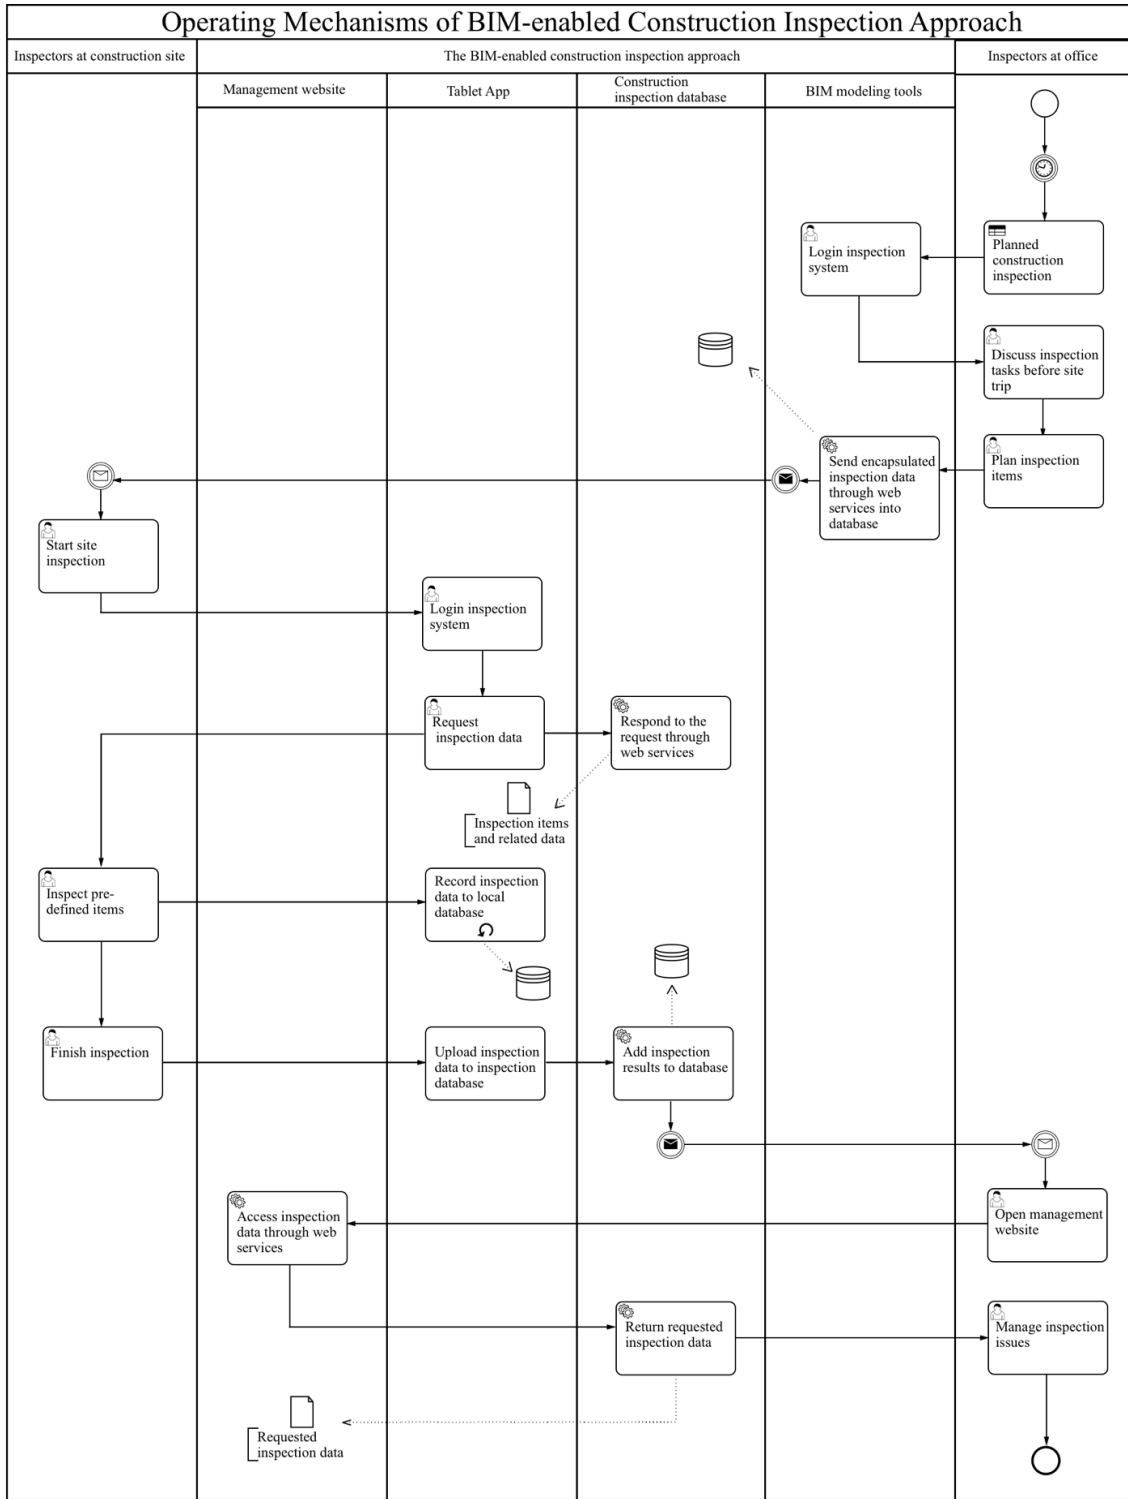 Operating Mechanisms of BIM-enabled Construction Inspection Approach
Inspectors at construction site
The BIM-enabled construction inspection approach
Inspectors at office
Management website
Tablet App
Construction
inspection database
BIM modeling tools
Login inspection
system
Planned
construction
inspection
Discuss inspection
tasks before site
trip
Send encapsulated
inspection data
through web
services into
database
Plan inspection
items
Start site
inspection
Login inspection
system
Request
inspection data
Respond to the
request through
web services
Inspection items
and related data
Inspect pre-
defined items
Record inspection
data to local
database
Finish inspection
Upload inspection
data to inspection
database
Add inspection
results to database
Access inspection
data through web
services
Open management
website
Return requested
inspection data
Manage inspection
issues
Requested
inspection data